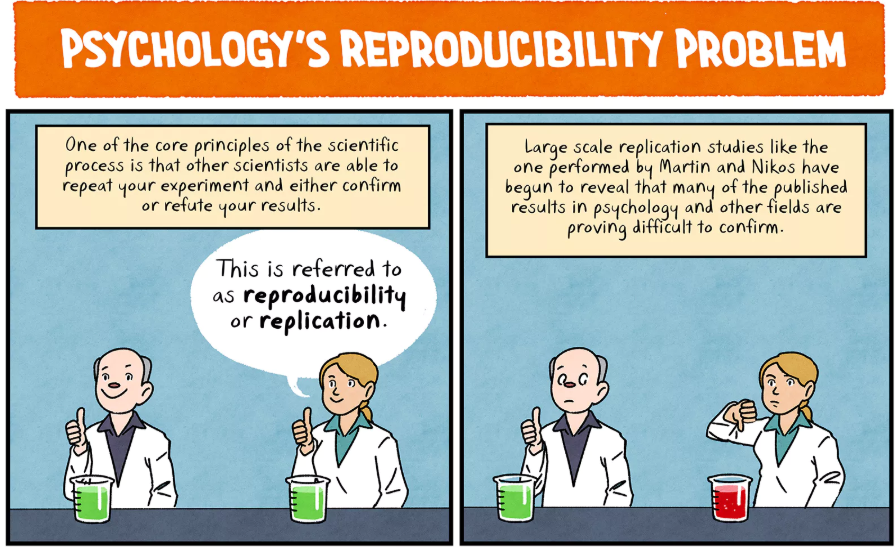 PSYCHOLOGY'S REPRODUCIBILITY PROBLEM
One of the core principles of the scientific
process is that other scientists are able to
repeat your experiment and either confirm
or refute your results.
This is referred to
as reproducibility
or replication.
Large scale replication studies like the
one performed by Martin and Nikos have
begun to reveal that many of the published
results in psychology and other fields are
proving difficult to confirm.